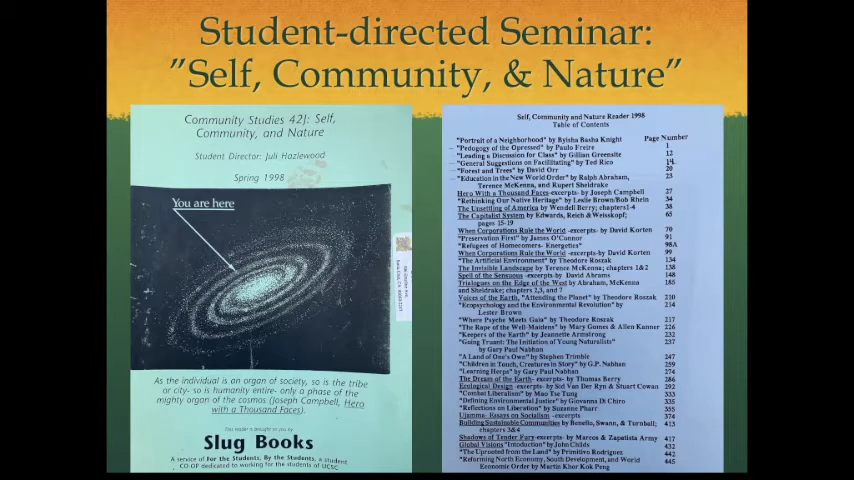 Student-directed Seminar:
”Self, Community, & Nature”
Community Studies 42J: Self,
Community, and Nature
Student Director: Juli Hazlewood
Spring 1998
You are here
As the individual is an organ of society, so is the tribe
or city- so is humanity entire- only a phase of the
mighty organ of the cosmos (Joseph Campbell, Hero
with a Thousand Faces).
This reader is brought to you by
Slug Books
A service of For the Students, By the Students, a student
CO-OP dedicated to working for the students of UCSC
Self, Community and Nature Reader 1998
Table of Contents
Page Number
"Portrait of a Neighborhood" by Byisha Basha Knight 1
"Pedogogy of the Opressed" by Paulo Freire 12
"Leading a Discussion for Class" by Gillian Greensite
"General Suggestions on Facilitating" by Ted Rico 14
"Forest and Trees" by David Orr 20
"Education in the New World Order" by Ralph Abraham, 23
Terence McKenna, and Rupert Sheldrake
Hero With a Thousand Faces-excerpts- by Joseph Campbell 27
"Rethinking Our Native Heritage" by Leslie Brown/Bob Rhein 34
The Unsettling of America by Wendell Berry; chapters1-4 38
The Capitalist System by Edwards, Reich & Weisskopf; 65
pages 15-19
When Corporations Rule the World -excerpts- by David Korten 70
"Preservation First" by James O'Connor 91
"Refugees of Homecomers- Energetics" 98A
When Corporations Rule the World -excerpts-by David Korten 99
"The Artificial Environment" by Theodore Roszak 134
The Invisible Landscape by Terence McKenna; chapters 1&2 138
Spell of the Sensuous -excerpts-by David Abrams 148
Trialogues on the Edge of the West by Abraham, McKenna 185
and Sheldrake; chapters 2,3, and 7
Voices of the Earth, "Attending the Planet" by Theodore Roszak 210
"Ecopsychology and the Environmental Revolution" by 214
Lester Brown
"Where Psyche Meets Gaia" by Theodore Roszak 217
"The Rape of the Well-Maidens" by Mary Gomes & Allen Kanner 226
"Keepers of the Earth" by Jeannette Armstrong 232
"Going Truant: The Initiation of Young Naturalists" 237
by Gary Paul Nabhan
"A Land of One's Own" by Stephen Trimble 247
"Children in Touch, Creatures in Story" by G.P. Nabhan 259
"Learning Herps" by Gary Paul Nabhan 274
The Dream of the Earth- excerpts- by Thomas Berry 286
Ecological Design -excerpts- by Sid Van Der Ryn & Stuart Cowan 292
"Combat Liberalism" by Mao Tse Tung 333
"Defining Environmental Justice" by Giovanna Di Chiro 335
"Reflections on Liberation" by Suzanne Pharr 355
Ujamma- Essays on Socialism -excerpts 374
Building Sustainable Communities by Benello, Swann, & Turnball; 413
chapters 3&4
Shadows of Tender Fury-excerpts- by Marcos & Zapatista Army 417
Global Visions "Intoduction" by John Childs 432
"The Uprooted from the Land" by Primitivo Rodriguez 442
"Reforming North Economy, South Development, and World 445
Economic Order by Martin Khor Kok Peng